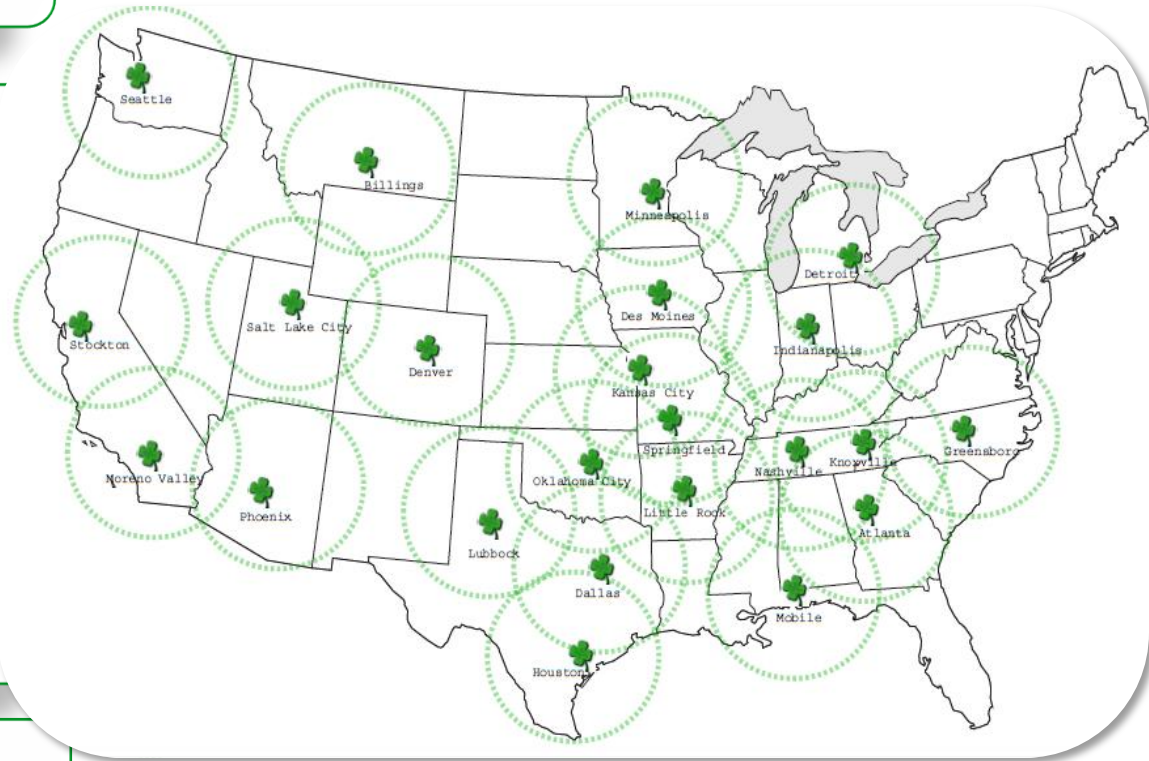 Seattle
Billings
Minneapolis
Detroit
Des Moines
Salt Lake City
Stockton
Indianapolis
Denver
Kansas City
Springfield
Greensboro
Knoxville
Nashville
Moreno Valley
Oklahoma City
Little Rock
Phoenix
Atlanta
Lubbock
Dallas
Mobile
Houston